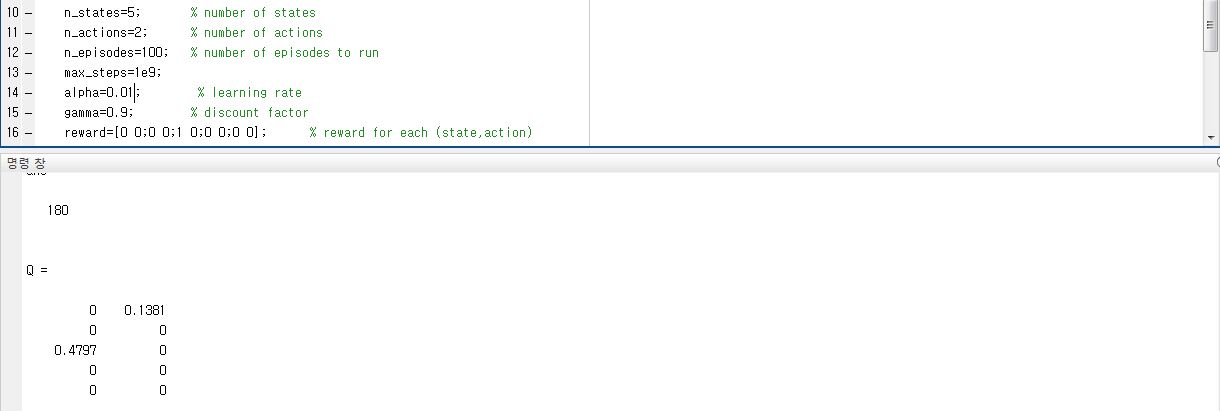 10 – n_states=5; % number of states
11 – n_actions=2; % number of actions
12 – n_episodes=100; % number of episodes to run
13 – max_steps=1e9;
14 – alpha=0.01; % learning rate
15 – gamma=0.9; % discount factor
16 – reward=[0 0;0 0;1 0;0 0;0 0]; % reward for each (state,action)
명령 창
180
Q =
0 0.1381
0 0
0.4797 0
0 0
0 0